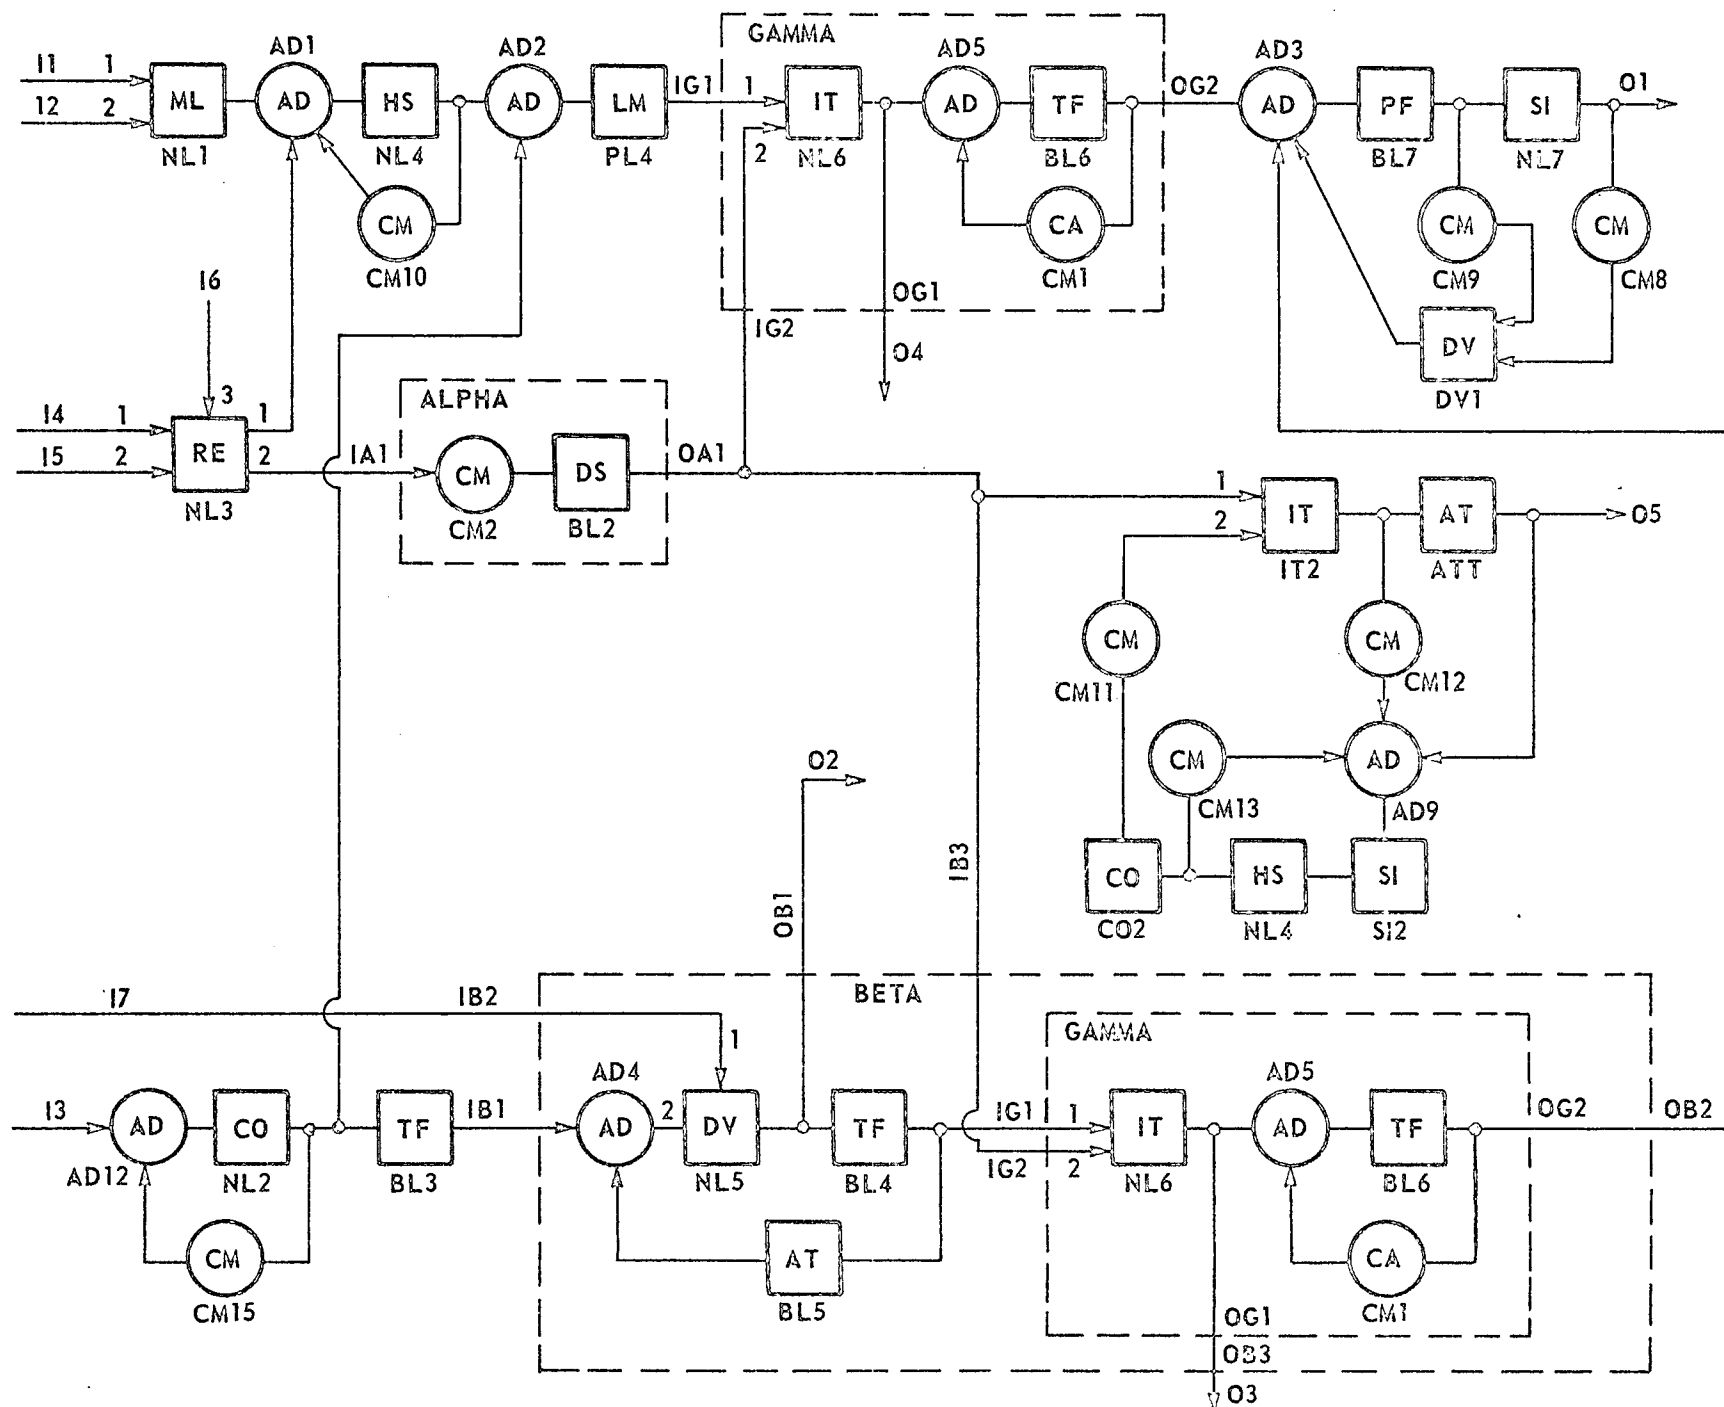 GAMMA
AD1
AD2
AD5
AD3
I1 1
I2 2
ML
AD
HS
AD
LM
IG1 1
IT
AD
TF
OG2
AD
PF
SI
O1
NL1
NL4
PL4
2
NL6
BL6
BL7
NL7
CM
CM10
CA
CM1
CM
CM9
CM
CM8
I6
OG1
IG2
O4
DV
DV1
3
ALPHA
I4 1
1
I5 2
RE
2
IA1
CM
DS
OA1
NL3
CM2
BL2
1
2
IT
AT
O5
IT2
ATT
CM
CM11
CM
CM12
O2
CM
CM13
AD
AD9
IB3
OB1
CO
HS
SI
CO2
NL4
SI2
I7
IB2
BETA
1
GAMMA
AD4
AD5
I3
AD
CO
TF
IB1
AD
2
DV
TF
IG1 1
IT
AD
TF
OG2
OB2
AD12
NL2
BL3
NL5
BL4
IG2 2
NL6
BL6
CM
CM15
AT
BL5
CA
CM1
OG1
OB3
O3